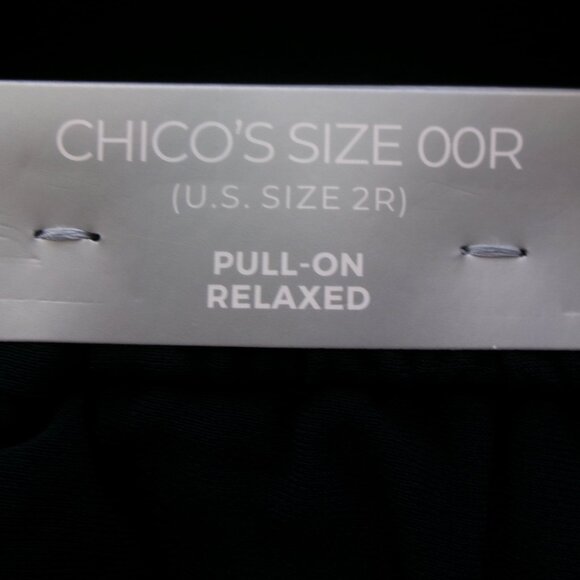 CHICO'S SIZE 00R
(U.S. SIZE 2R)
PULL-ON
RELAXED